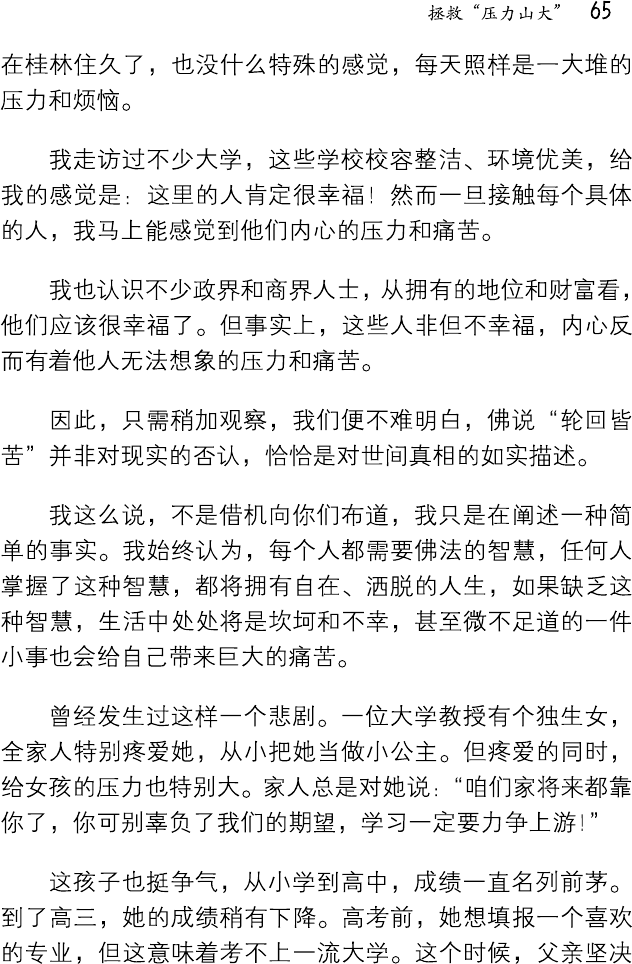 拯救“压力山大” 65
在桂林住久了，也没什么特殊的感觉，每天照样是一大堆的
压力和烦恼。
我走访过不少大学，这些学校校容整洁、环境优美，给
我的感觉是：这里的人肯定很幸福！然而一旦接触每个具体
的人，我马上能感觉到他们内心的压力和痛苦。
我也认识不少政界和商界人士，从拥有的地位和财富看，
他们应该很幸福了。但事实上，这些人非但不幸福，内心反
而有着他人无法想象的压力和痛苦。
因此，只需稍加观察，我们便不难明白，佛说“轮回皆
苦”并非对现实的否认，恰恰是对世间真相的如实描述。
我这么说，不是借机向你们布道，我只是在阐述一种简
单的事实。我始终认为，每个人都需要佛法的智慧，任何人
掌握了这种智慧，都将拥有自在、洒脱的人生，如果缺乏这
种智慧，生活中处处将是坎坷和不幸，甚至微不足道的一件
小事也会给自己带来巨大的痛苦。
曾经发生过这样一个悲剧。一位大学教授有个独生女，
全家人特别疼爱她，从小把她当做小公主。但疼爱的同时，
给女孩的压力也特别大。家人总是对她说：“咱们家将来都靠
你了，你可别辜负了我们的期望，学习一定要力争上游！”
这孩子也挺争气，从小学到高中，成绩一直名列前茅。
到了高三，她的成绩稍有下降。高考前，她想填报一个喜欢
的专业，但这意味着考不上一流大学。这个时候，父亲坚决